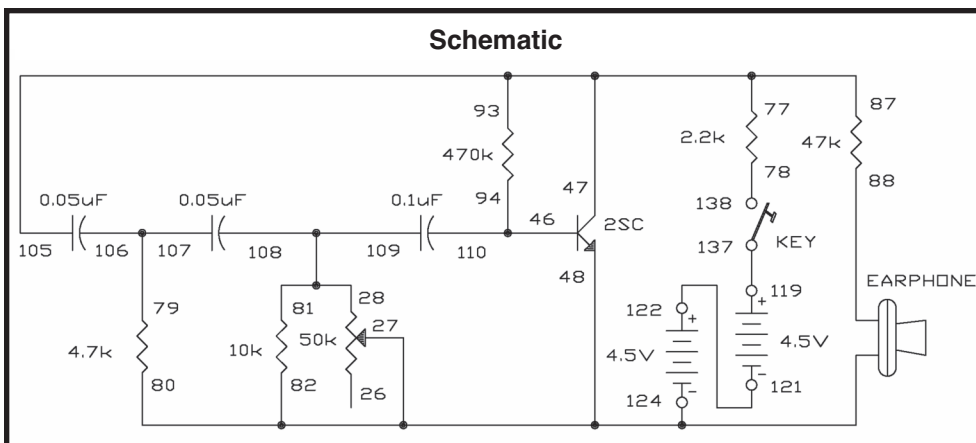 Schematic
93
77
87
470k
2.2k
47k
94
78
88
0.05uF
0.05uF
0.1uF
47
138
46
2SC
105
106
107
108
109
110
137
KEY
48
79
81
28
119
EARPHONE
122
+
+
27
4.7k
10k
50k
4.5V
4.5V
80
82
26
-
-
124
121